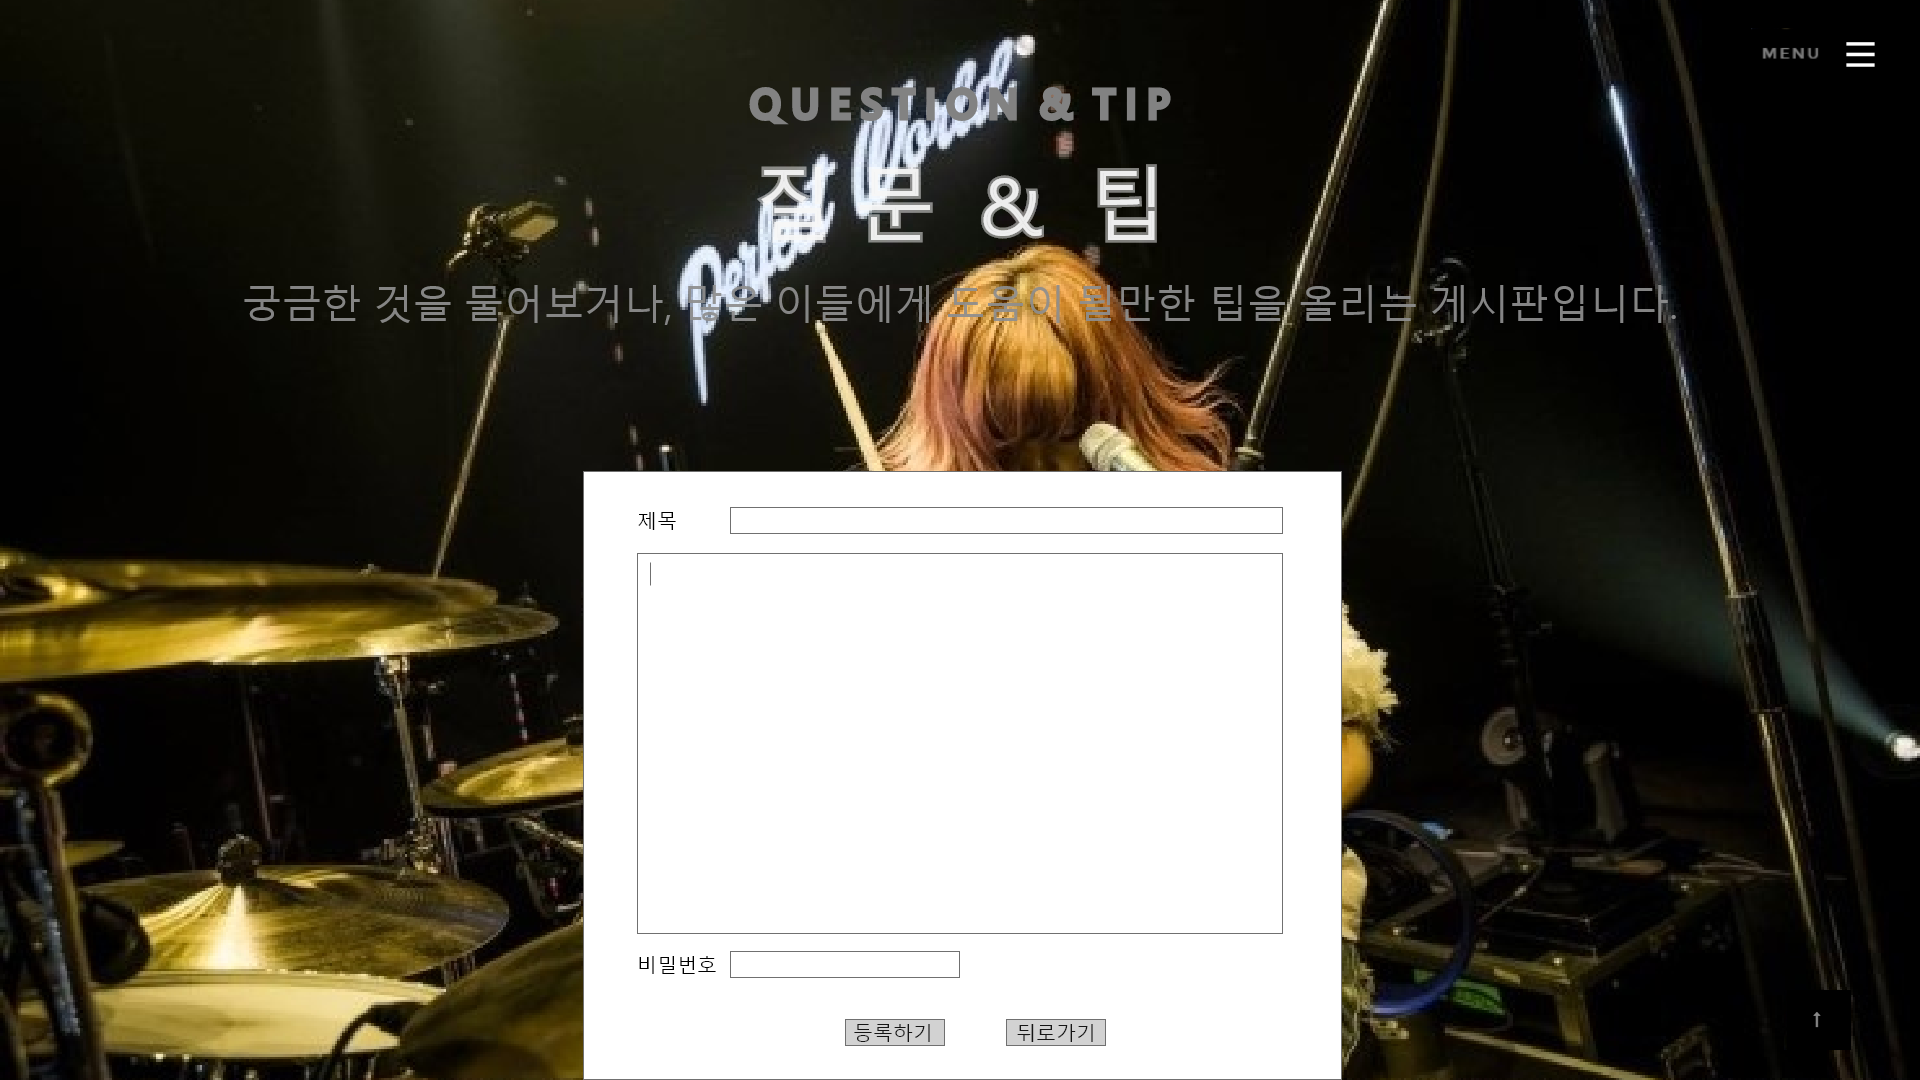 MENU
QUESTION & TIP
질문 & 팁
궁금한 것을 물어보거나, 많은 이들에게 도움이 될만한 팁을 올리는 게시판입니다.
Perfect World
제목
비밀번호
등록하기
뒤로가기
↑